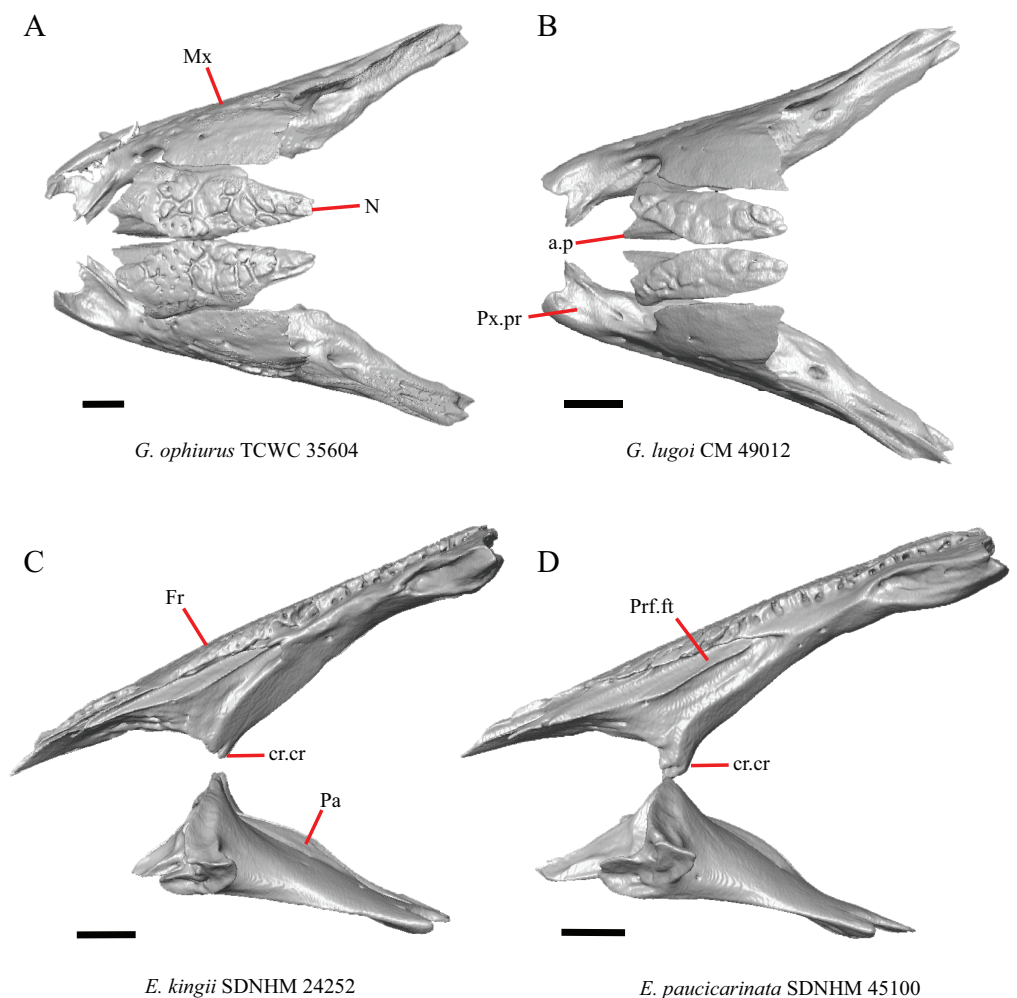 A
B
Mx
N
a.p
Px.pr
G. ophiurus TCWC 35604
G. lugoi CM 49012
C
D
Fr
Prf.ft
cr.cr
cr.cr
Pa
E. kingii SDNHM 24252
E. paucicarinata SDNHM 45100